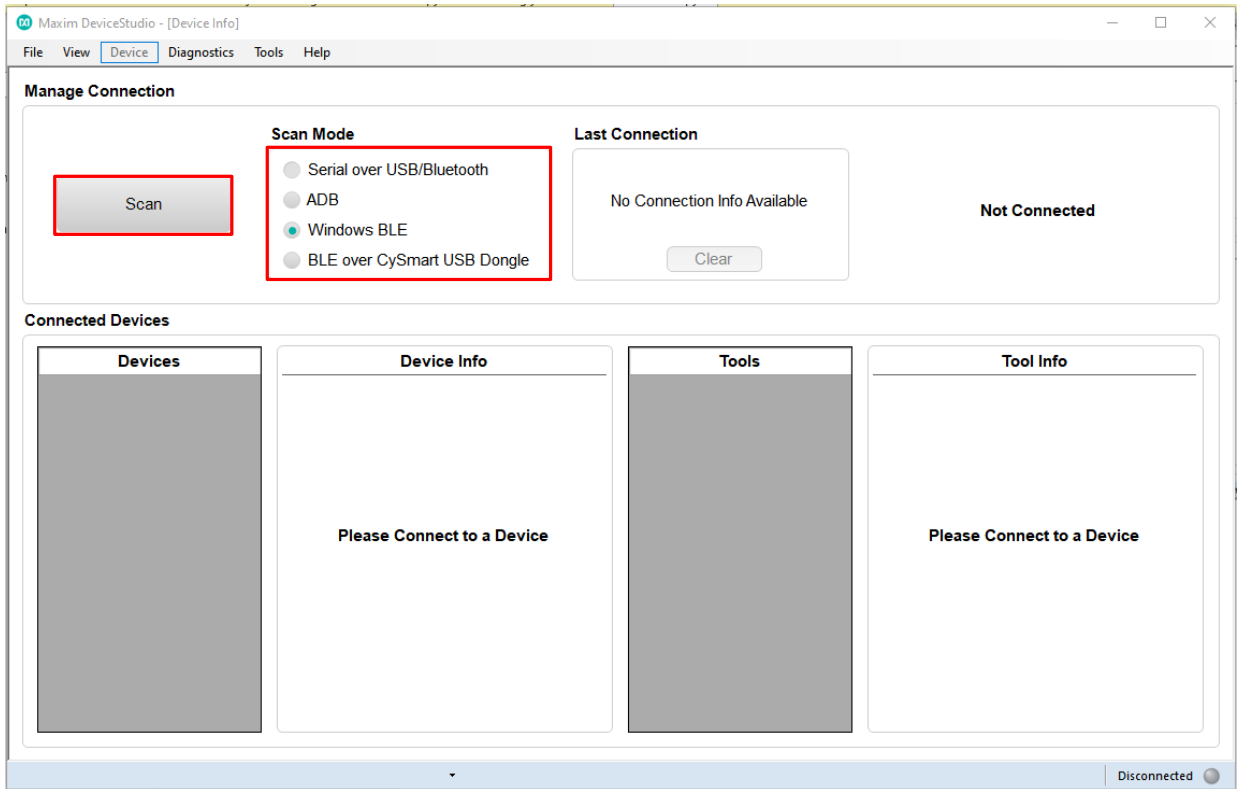 Maxim DeviceStudio - [Device Info]
File View Device Diagnostics Tools Help
Manage Connection
Scan
Scan Mode
Serial over USB/Bluetooth
ADB
Windows BLE
BLE over CySmart USB Dongle
Last Connection
No Connection Info Available
Clear
Not Connected
Connected Devices
Devices
Device Info
Please Connect to a Device
Tools
Tool Info
Please Connect to a Device
Disconnected